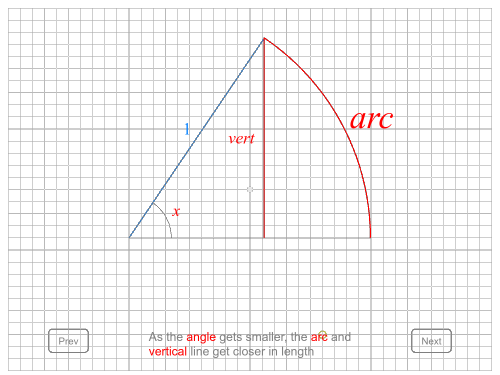 arc
1
vert
x
Prev
As the angle gets smaller, the arc and
vertical line get closer in length
Next